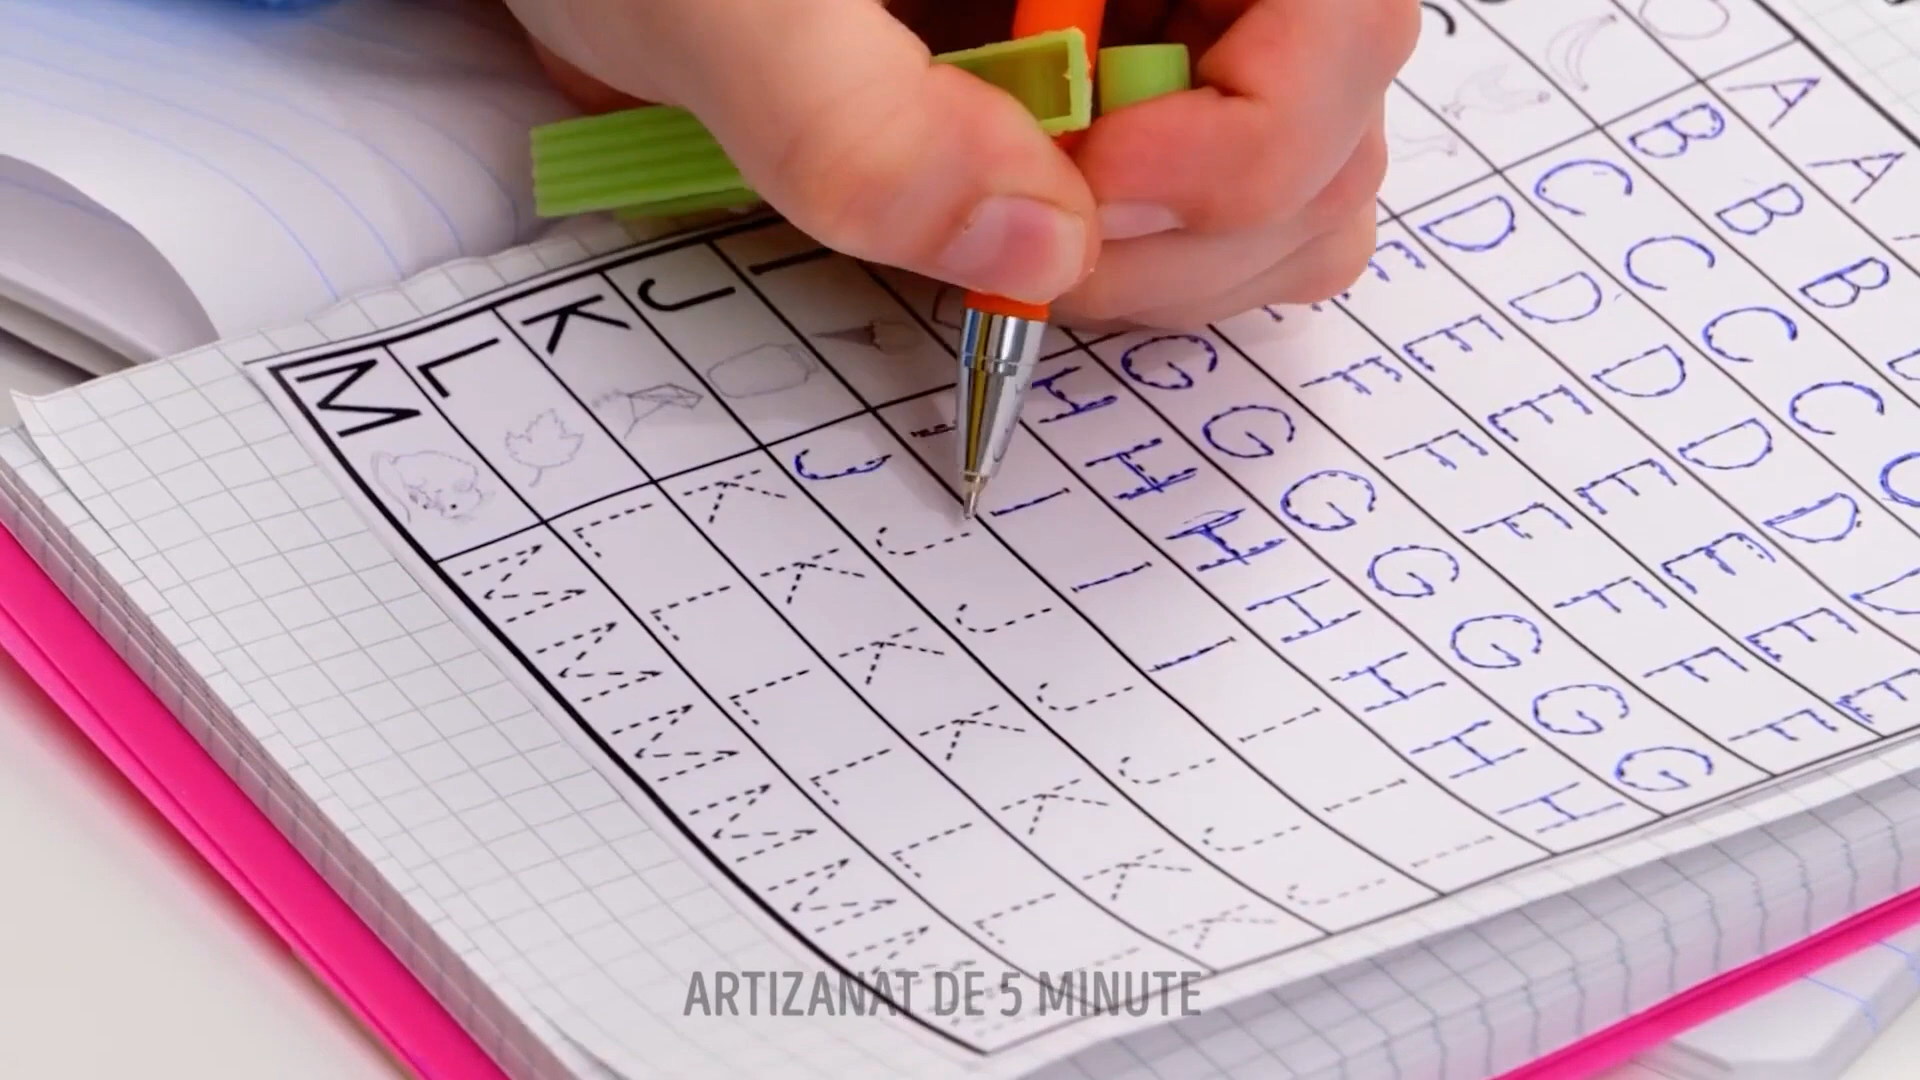 A A A
B B B B
C C C C C
D D D D D D
E E E E E E E
F F F F F F
G G G G G G G
H H H H H H H
I I I I I I I
J J J J J J J
K K K K K K K K
L L L L L L
M M M M M M M
ARTIZANAT DE 5 MINUTE